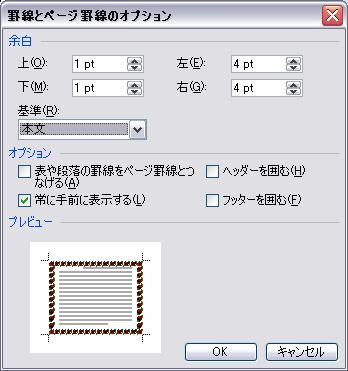 罫線とページ罫線のオプション
余白
上(O): 1 pt 左(E): 4 pt
下(M): 1 pt 右(G): 4 pt
基準(R):
本文
オプション
表や段落の罫線をページ罫線とつなげる(A) ヘッダーを囲む(H)
常に手前に表示する(L) フッターを囲む(F)
プレビュー
OK キャンセル